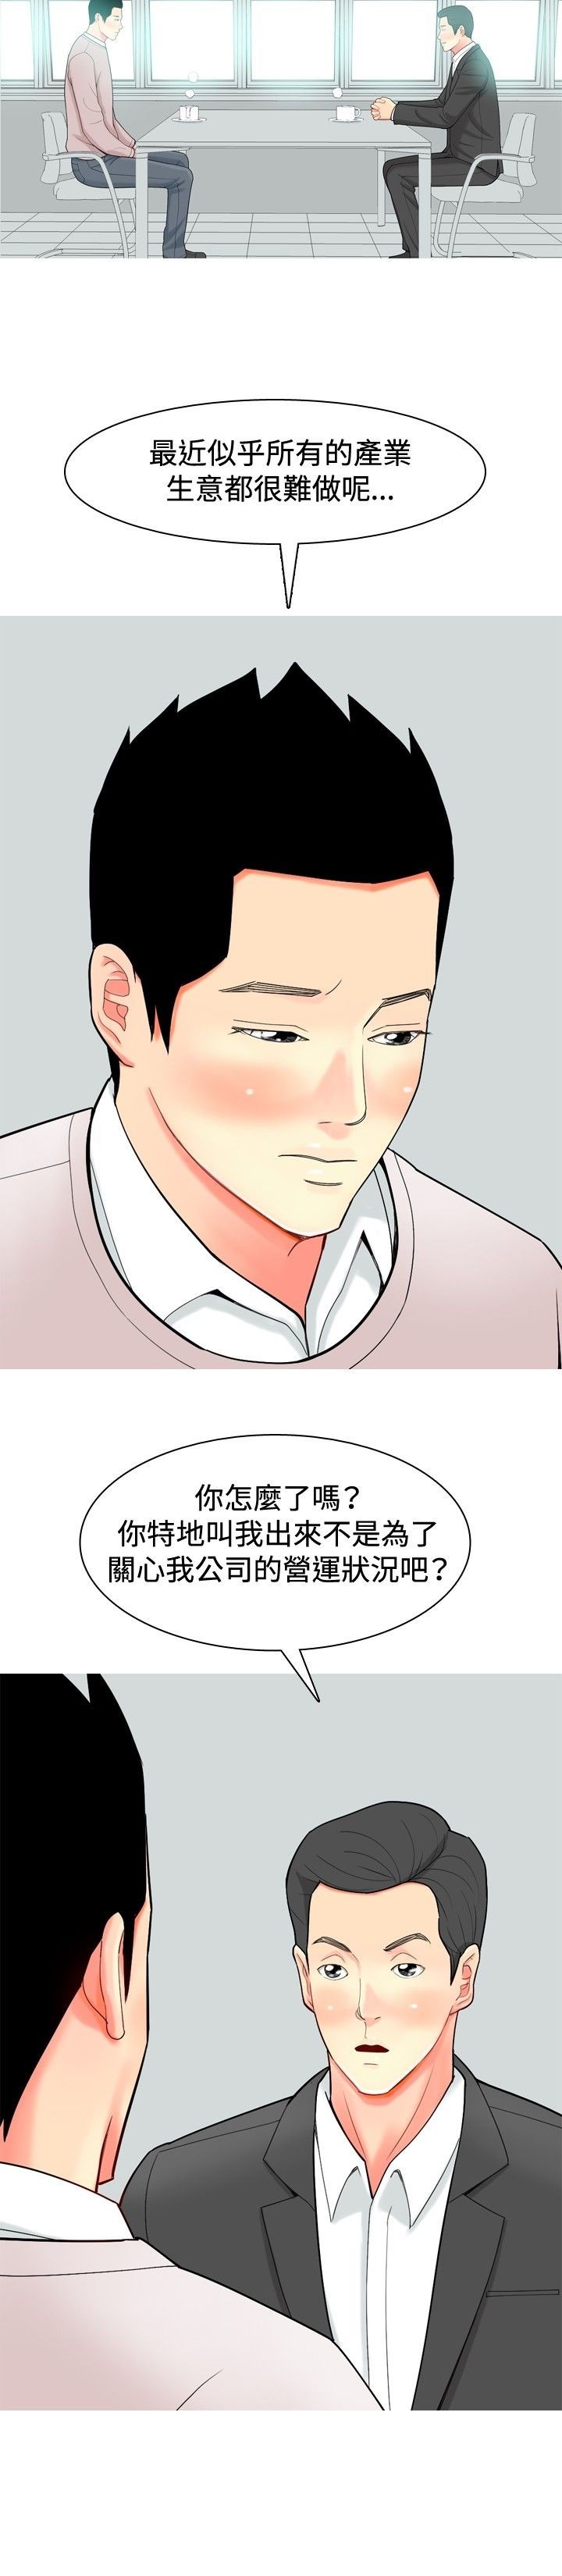 最近似乎所有的產業
生意都很難做呢...
你怎麼了嗎？
你特地叫我出來不是為了
關心我公司的營運狀況吧？